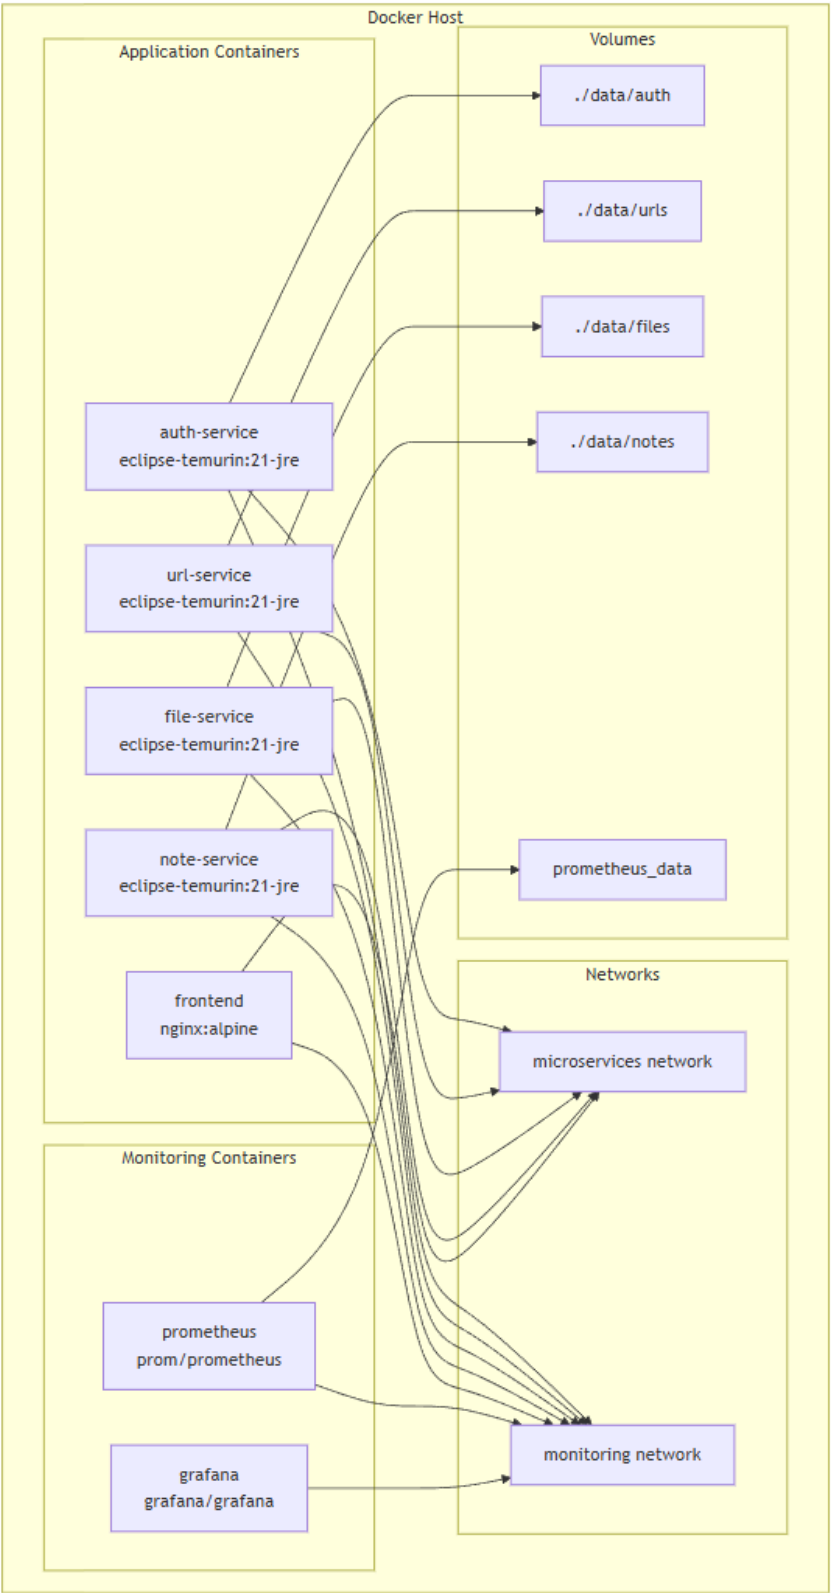 Docker Host
Application Containers
auth-service
eclipse-temurin:21-jre
url-service
eclipse-temurin:21-jre
file-service
eclipse-temurin:21-jre
note-service
eclipse-temurin:21-jre
frontend
nginx:alpine
Monitoring Containers
prometheus
prom/prometheus
grafana
grafana/grafana
Volumes
./data/auth
./data/urls
./data/files
./data/notes
prometheus_data
Networks
microservices network
monitoring network